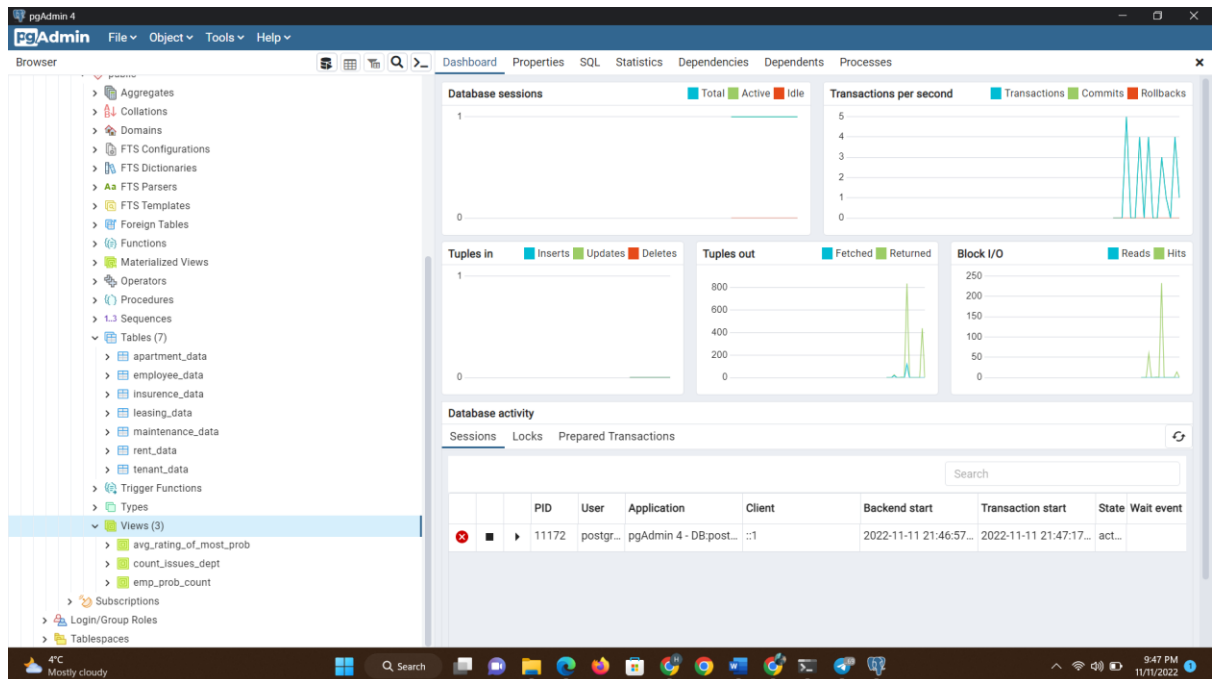 pgAdmin 4
pgAdmin File Object Tools Help
Browser
Dashboard Properties SQL Statistics Dependencies Dependents Processes
public
Aggregates
Collations
Domains
FTS Configurations
FTS Dictionaries
Aa FTS Parsers
FTS Templates
Foreign Tables
Functions
Materialized Views
Operators
Procedures
1..3 Sequences
Tables (7)
apartment_data
employee_data
insurence_data
leasing_data
maintenance_data
rent_data
tenant_data
Trigger Functions
Types
Views (3)
avg_rating_of_most_prob
count_issues_dept
emp_prob_count
Subscriptions
Login/Group Roles
Tablespaces
Database sessions Total Active Idle
1
0
Transactions per second Transactions Commits Rollbacks
5
4
3
2
1
0
Tuples in Inserts Updates Deletes
1
0
Tuples out Fetched Returned
800
600
400
200
0
Block I/O Reads Hits
250
200
150
100
50
0
Database activity
Sessions Locks Prepared Transactions
Search
PID User Application Client Backend start Transaction start State Wait event
11172 postgr... pgAdmin 4 - DB:post... ::1 2022-11-11 21:46:57... 2022-11-11 21:47:17... act...
4°C
Mostly cloudy
Search
9:47 PM
11/11/2022
1